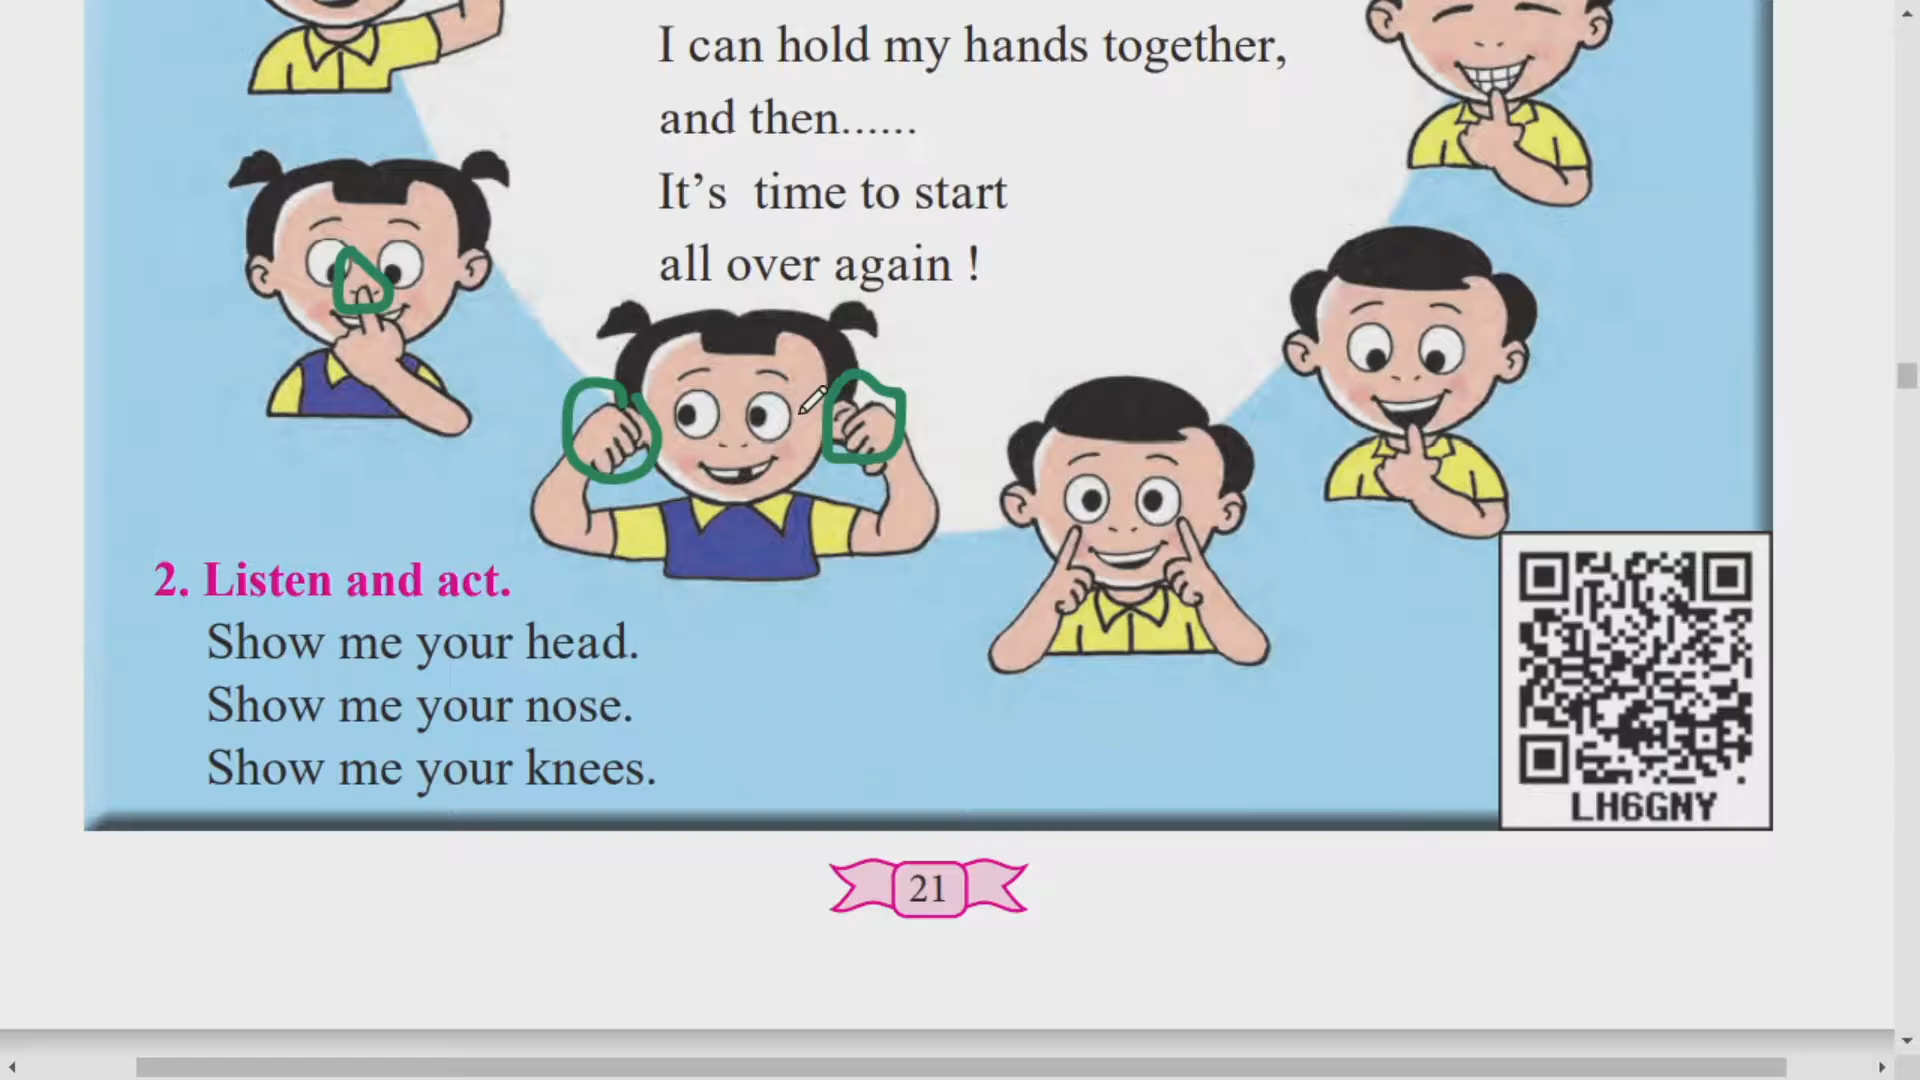 I can hold my hands together,
and then......
It's time to start
all over again !
2. Listen and act.
Show me your head.
Show me your nose.
Show me your knees.
LH6GNY
21